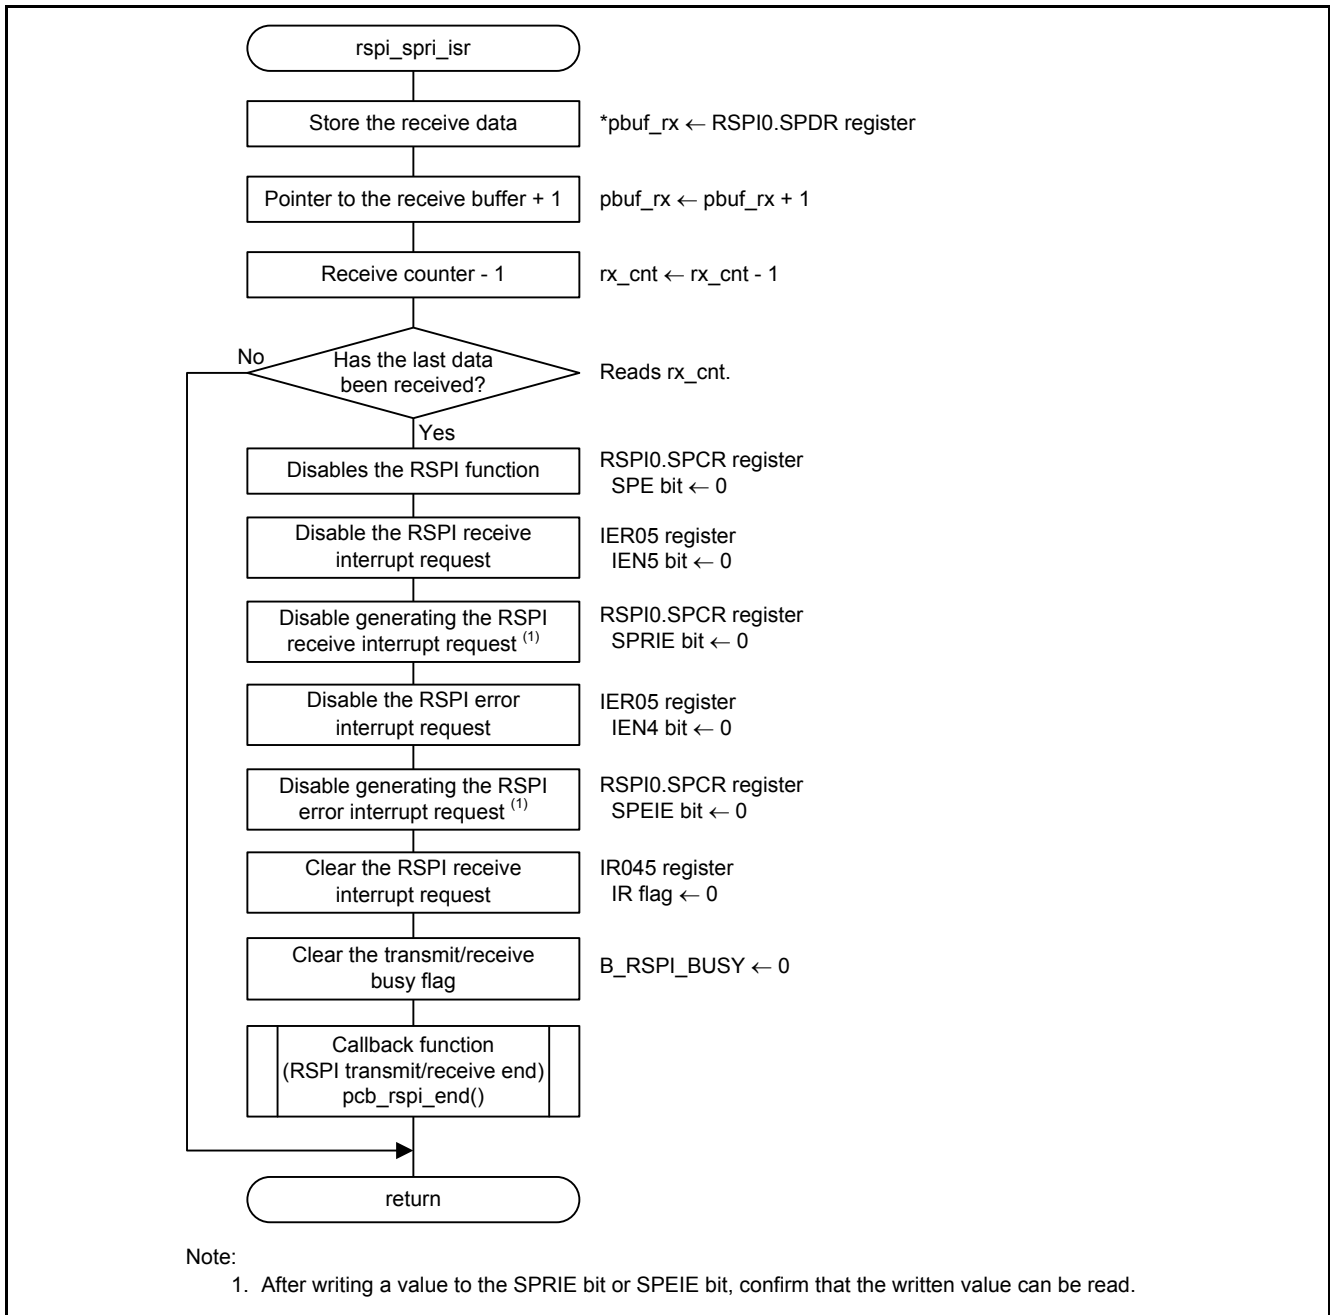 rspi_spri_isr
Store the receive data
*pbuf_rx ← RSPI0.SPDR register
Pointer to the receive buffer + 1
pbuf_rx ← pbuf_rx + 1
Receive counter - 1
rx_cnt ← rx_cnt - 1
No
Has the last data
been received?
Reads rx_cnt.
Yes
Disables the RSPI function
RSPI0.SPCR register
SPE bit ← 0
Disable the RSPI receive
interrupt request
IER05 register
IEN5 bit ← 0
Disable generating the RSPI
receive interrupt request (1)
RSPI0.SPCR register
SPRIE bit ← 0
Disable the RSPI error
interrupt request
IER05 register
IEN4 bit ← 0
Disable generating the RSPI
error interrupt request (1)
RSPI0.SPCR register
SPEIE bit ← 0
Clear the RSPI receive
interrupt request
IR045 register
IR flag ← 0
Clear the transmit/receive
busy flag
B_RSPI_BUSY ← 0
Callback function
(RSPI transmit/receive end)
pcb_rspi_end()
return
Note:
1. After writing a value to the SPRIE bit or SPEIE bit, confirm that the written value can be read.